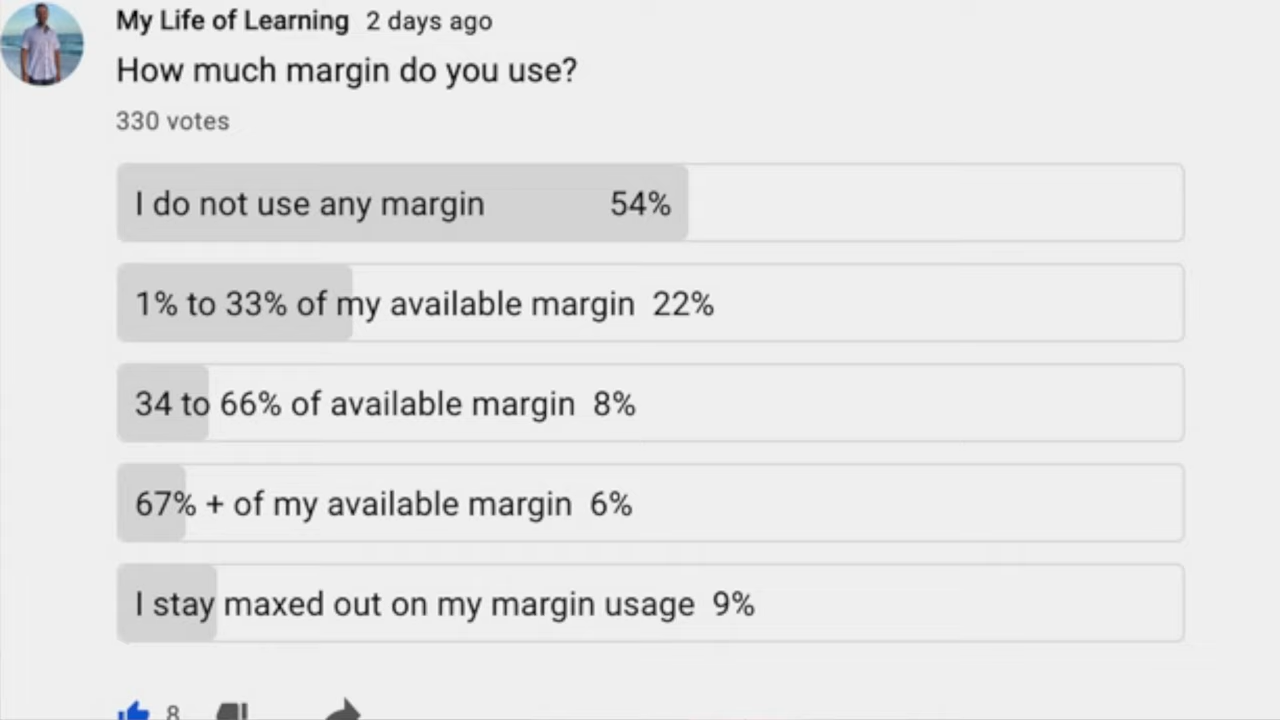 My Life of Learning 2 days ago
How much margin do you use?
330 votes
I do not use any margin 54%
1% to 33% of my available margin 22%
34 to 66% of available margin 8%
67% + of my available margin 6%
I stay maxed out on my margin usage 9%
8